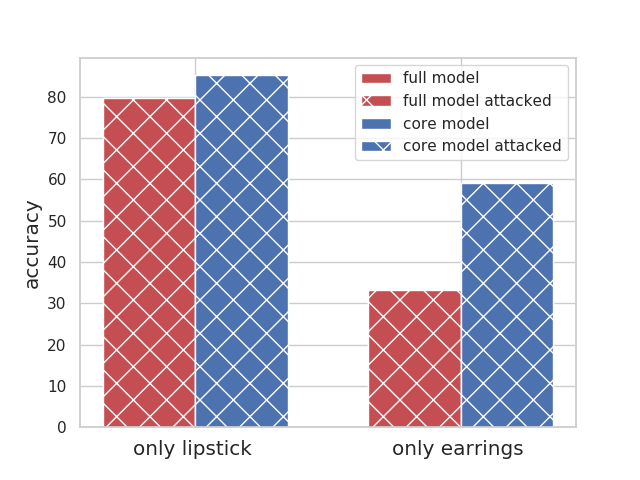 full model
full model attacked
core model
core model attacked
80
70
60
50
40
30
20
10
0
accuracy
only lipstick
only earrings